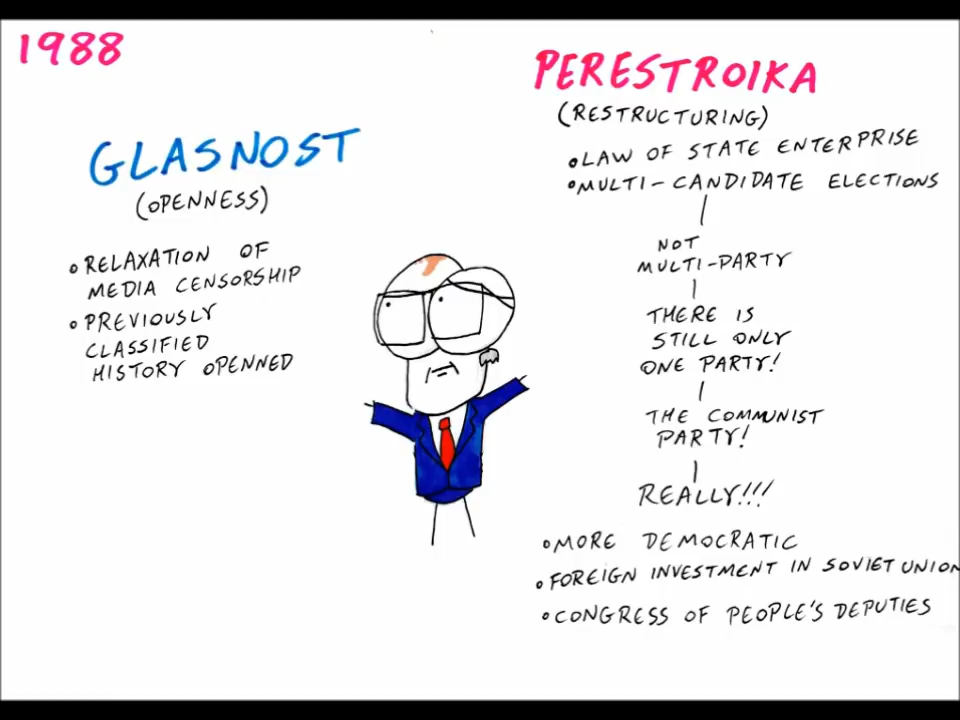 1988
GLASNOST
(OPENNESS)
• RELAXATION OF
MEDIA CENSORSHIP
• PREVIOUSLY
CLASSIFIED
HISTORY OPENNED
PERESTROIKA
(RESTRUCTURING)
• LAW OF STATE ENTERPRISE
• MULTI-CANDIDATE ELECTIONS
NOT
MULTI-PARTY
THERE IS
STILL ONLY
ONE PARTY!
THE COMMUNIST
PARTY!
REALLY!!!
• MORE DEMOCRATIC
• FOREIGN INVESTMENT IN SOVIET UNION
• CONGRESS OF PEOPLE'S DEPUTIES